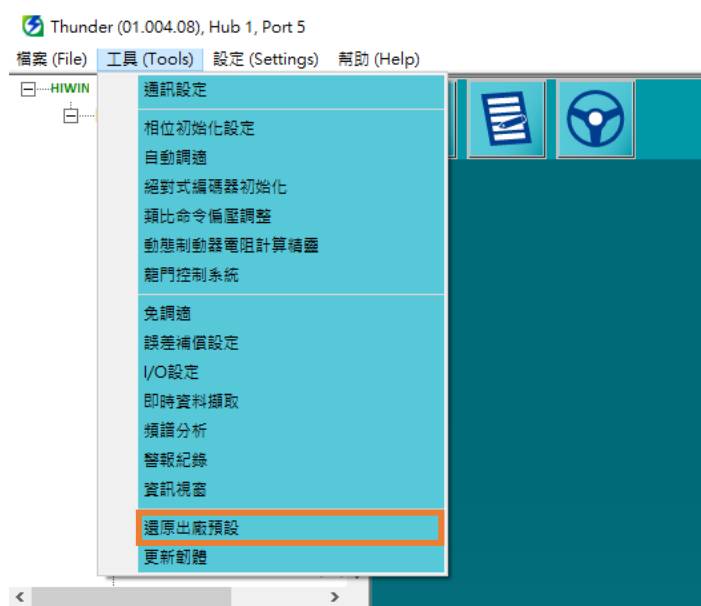 Thunder (01.004.08), Hub 1, Port 5
檔案 (File) 工具 (Tools) 設定 (Settings) 幫助 (Help)
HIWIN
通訊設定
相位初始化設定
自動調適
絕對式編碼器初始化
類比命令偏壓調整
動態制動器電阻計算精靈
龍門控制系統
免調適
誤差補償設定
I/O設定
即時資料擷取
頻譜分析
警報紀錄
資訊視窗
還原出廠預設
更新韌體